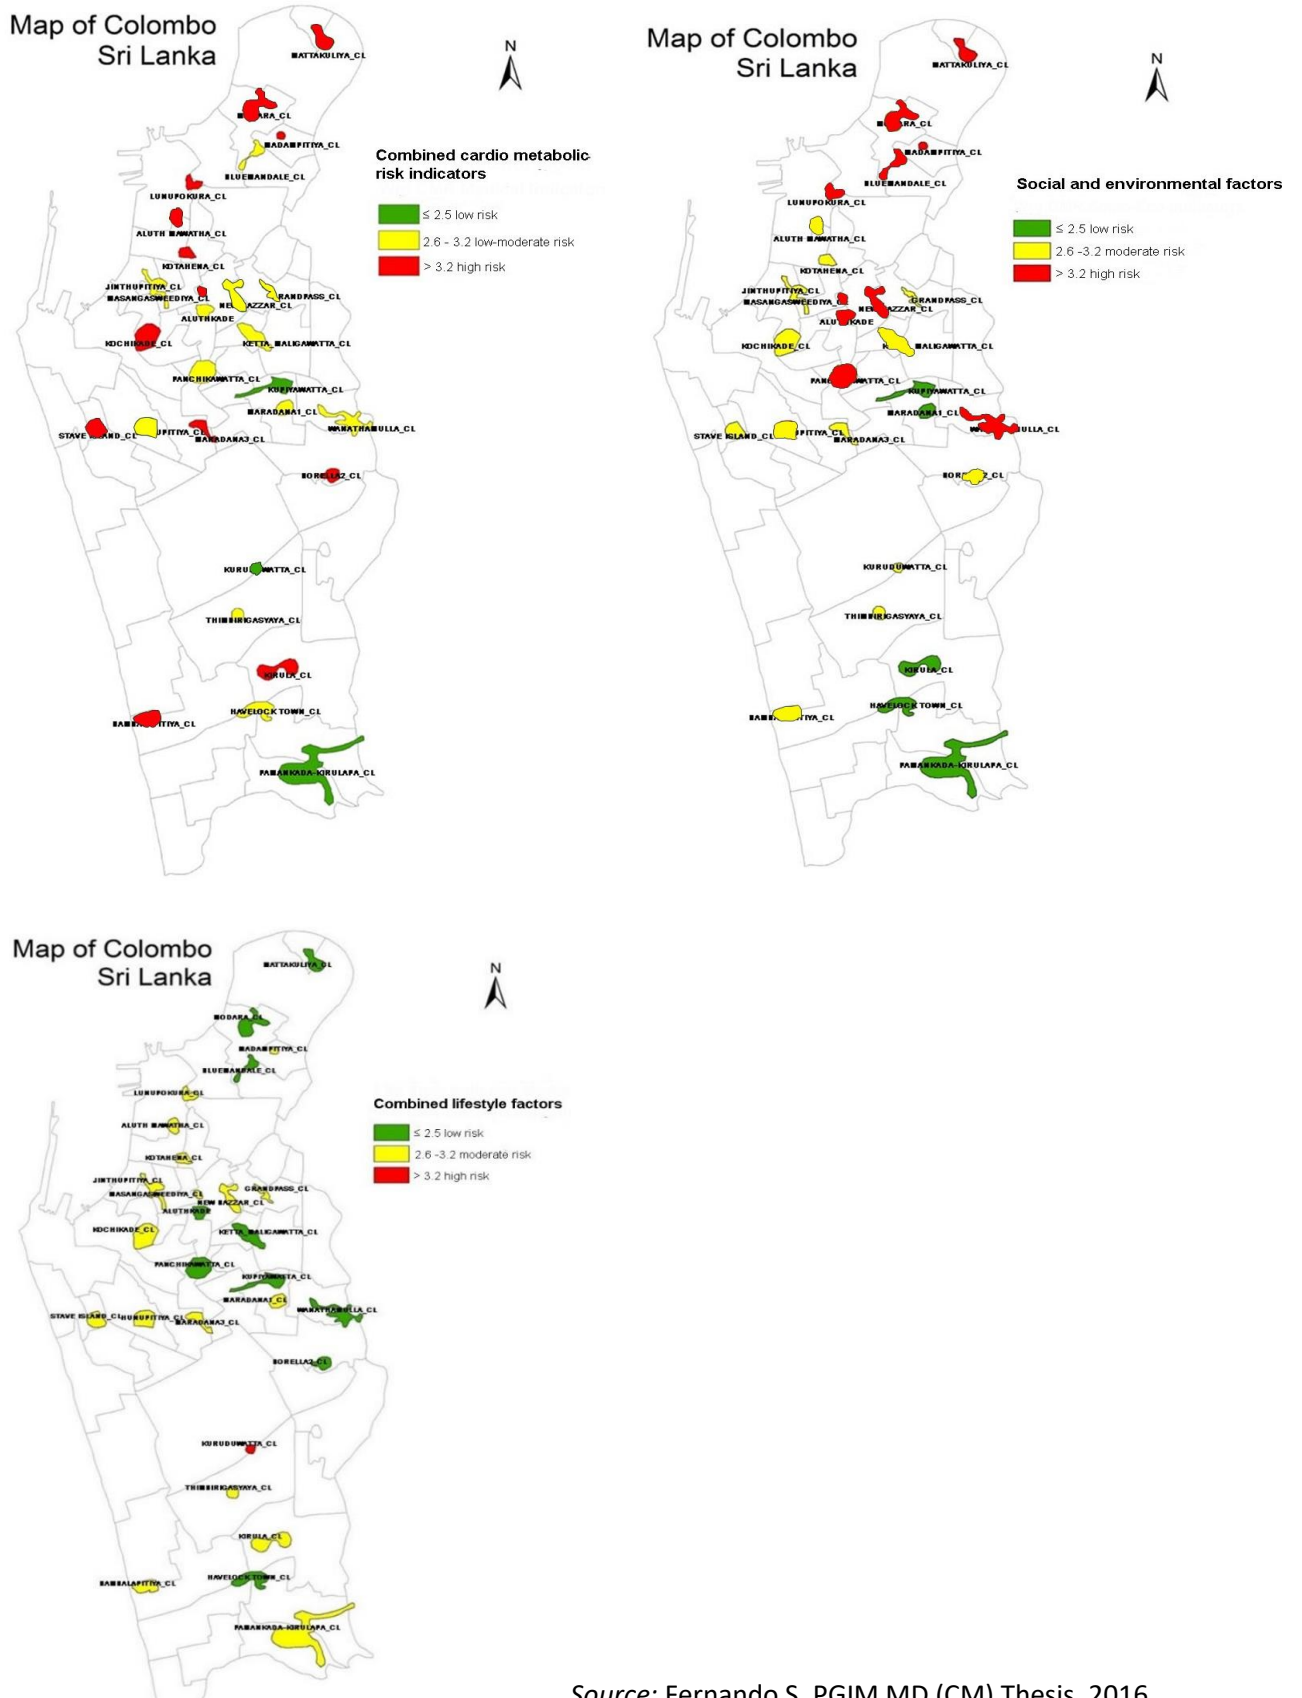 Map of Colombo
Sri Lanka
N
MATTAKULIYA_CL
MADAMPITIYA_CL
BLUEMANDALE_CL
LUNUPOKURA_CL
ALUTH MAWATHA_CL
KOTAHENA_CL
JINTHUPITIYA_CL
MASANGASWEEDIYA_CL
GRANDPASS_CL
ALUTHKADE
KOCHIKADE_CL
PANCHIKAWATTA_CL
KUPIYAWATTA_CL
MARADANA1_CL
WANATHAMULLA_CL
STAVE ISLAND_CL
MARADANA3_CL
BORELLA2_CL
THIMBIRIGASYAYA_CL
KIRULA_CL
HAVELOCK TOWN_CL
PAMANKADA-KIRULAPA_CL
Combined cardio metabolic
risk indicators
≤ 2.5 low risk
2.6 - 3.2 low-moderate risk
> 3.2 high risk
Map of Colombo
Sri Lanka
N
MATTAKULIYA_CL
MADAMPITIYA_CL
BLUEMANDALE_CL
LUNUPOKURA_CL
ALUTH MAWATHA_CL
KOTAHENA_CL
JINTHUPITIYA_CL
MASANGASWEEDIYA_CL
GRANDPASS_CL
KOCHIKADE_CL
KUPIYAWATTA_CL
MARADANA1_CL
STAVE ISLAND_CL
MARADANA3_CL
KURUDUWATTA_CL
THIMBIRIGASYAYA_CL
KIRULA_CL
HAVELOCK TOWN_CL
PAMANKADA-KIRULAPA_CL
Social and environmental factors
≤ 2.5 low risk
2.6 -3.2 moderate risk
> 3.2 high risk
Map of Colombo
Sri Lanka
N
MATTAKULIYA_CL
MODARA_CL
MADAMPITIYA_CL
BLUEMANDALE_CL
LUNUPOKURA_CL
ALUTH MAWATHA_CL
KOTAHENA_CL
JINTHUPITIYA_CL
MASANGASWEEDIYA_CL
GRANDPASS_CL
NEW BAZZAR_CL
ALUTHKADE
KOCHIKADE_CL
KETTA_MALIGAWATTA_CL
PANCHIKAWATTA_CL
KUPIYAWATTA_CL
MARADANA1_CL
WANATHAMULLA_CL
STAVE ISLAND_CL
HUNUPITIYA_CL
MARADANA3_CL
BORELLA2_CL
KURUDUWATTA_CL
THIMBIRIGASYAYA_CL
KIRULA_CL
BAMBALAPITIYA_CL
HAVELOCK TOWN_CL
PAMANKADA-KIRULAPA_CL
Combined lifestyle factors
≤ 2.5 low risk
2.6 -3.2 moderate risk
> 3.2 high risk
Source: Fernando S, PGIM MD (CM) Thesis, 2016